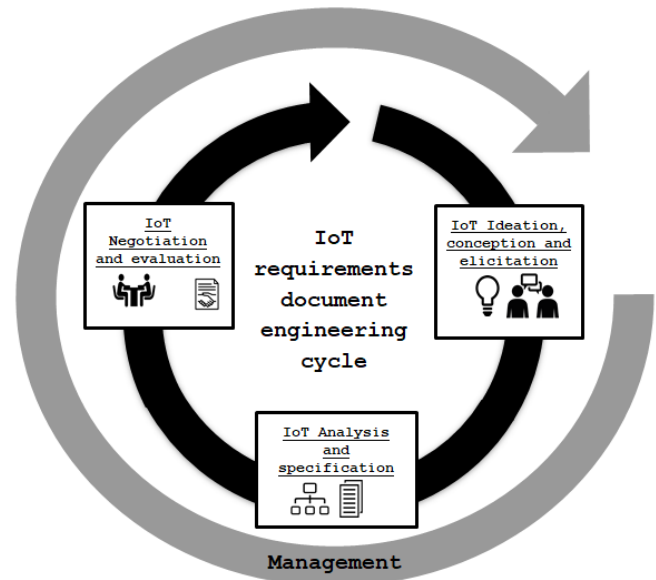 IoT
Negotiation
and evaluation
IoT Ideation,
conception and
elicitation
IoT
requirements
document
engineering
cycle
IoT Analysis
and
specification
Management